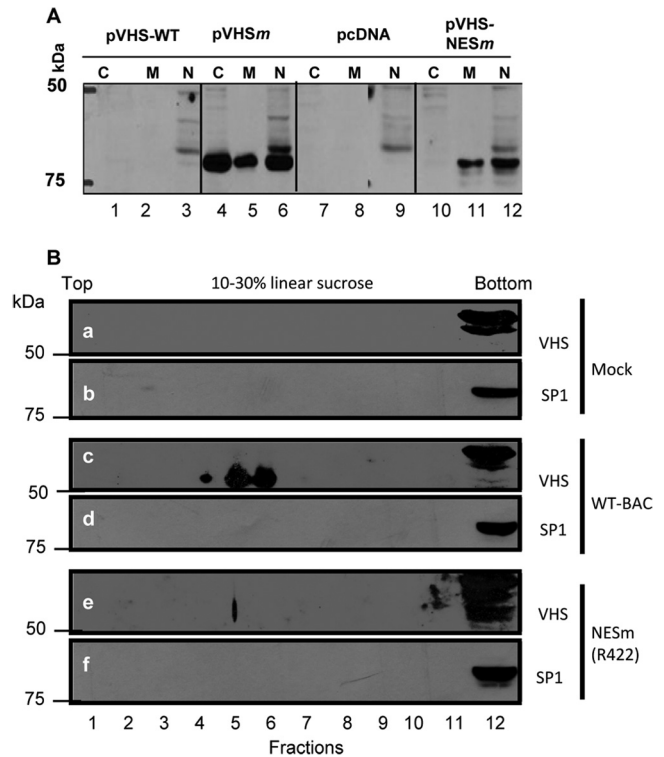 A
pVHS-WT pVHSm pcDNA pVHS-NESm
kDa
C M N C M N C M N C M N
50
75
1 2 3 4 5 6 7 8 9 10 11 12
B
Top 10-30% linear sucrose Bottom
kDa
a VHS
50
b SP1
75
Mock
c VHS
50
d SP1
75
WT-BAC
e VHS
50
f SP1
75
NESm
(R422)
1 2 3 4 5 6 7 8 9 10 11 12
Fractions